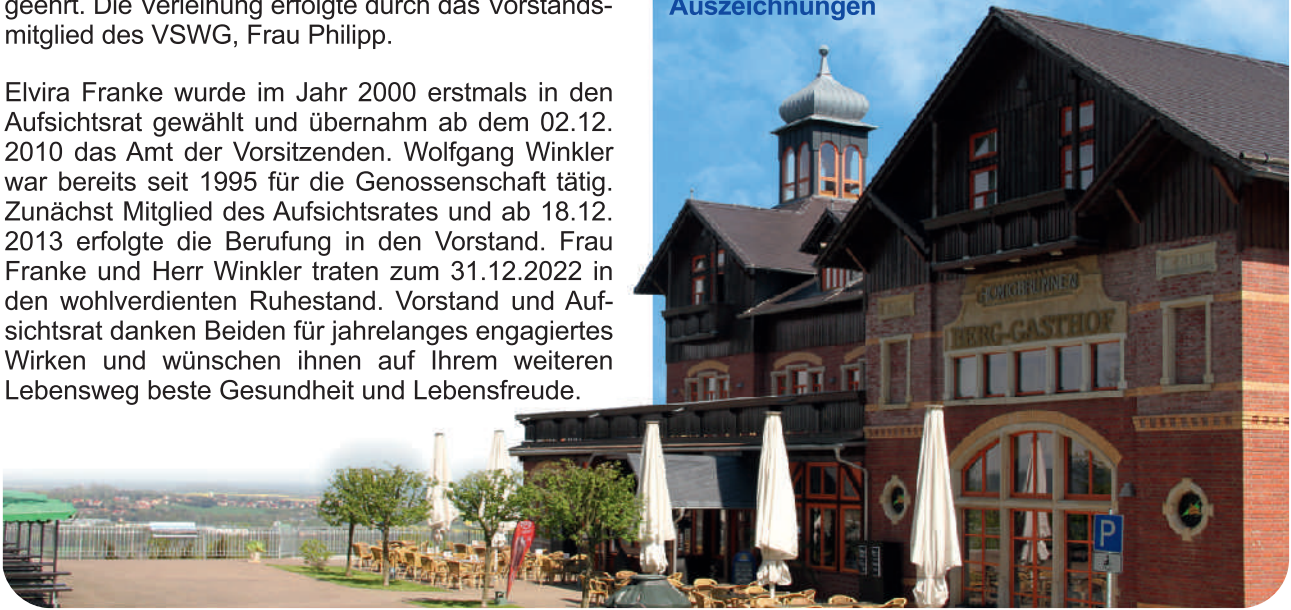 geehrt. Die Verleihung erfolgte durch das Vorstands-
mitglied des VSWG, Frau Philipp.
Elvira Franke wurde im Jahr 2000 erstmals in den
Aufsichtsrat gewählt und übernahm ab dem 02.12.
2010 das Amt der Vorsitzenden. Wolfgang Winkler
war bereits seit 1995 für die Genossenschaft tätig.
Zunächst Mitglied des Aufsichtsrates und ab 18.12.
2013 erfolgte die Berufung in den Vorstand. Frau
Franke und Herr Winkler traten zum 31.12.2022 in
den wohlverdienten Ruhestand. Vorstand und Auf-
sichtsrat danken Beiden für jahrelanges engagiertes
Wirken und wünschen ihnen auf Ihrem weiteren
Lebensweg beste Gesundheit und Lebensfreude.
Auszeichnungen
BERG-GASTHOF
P